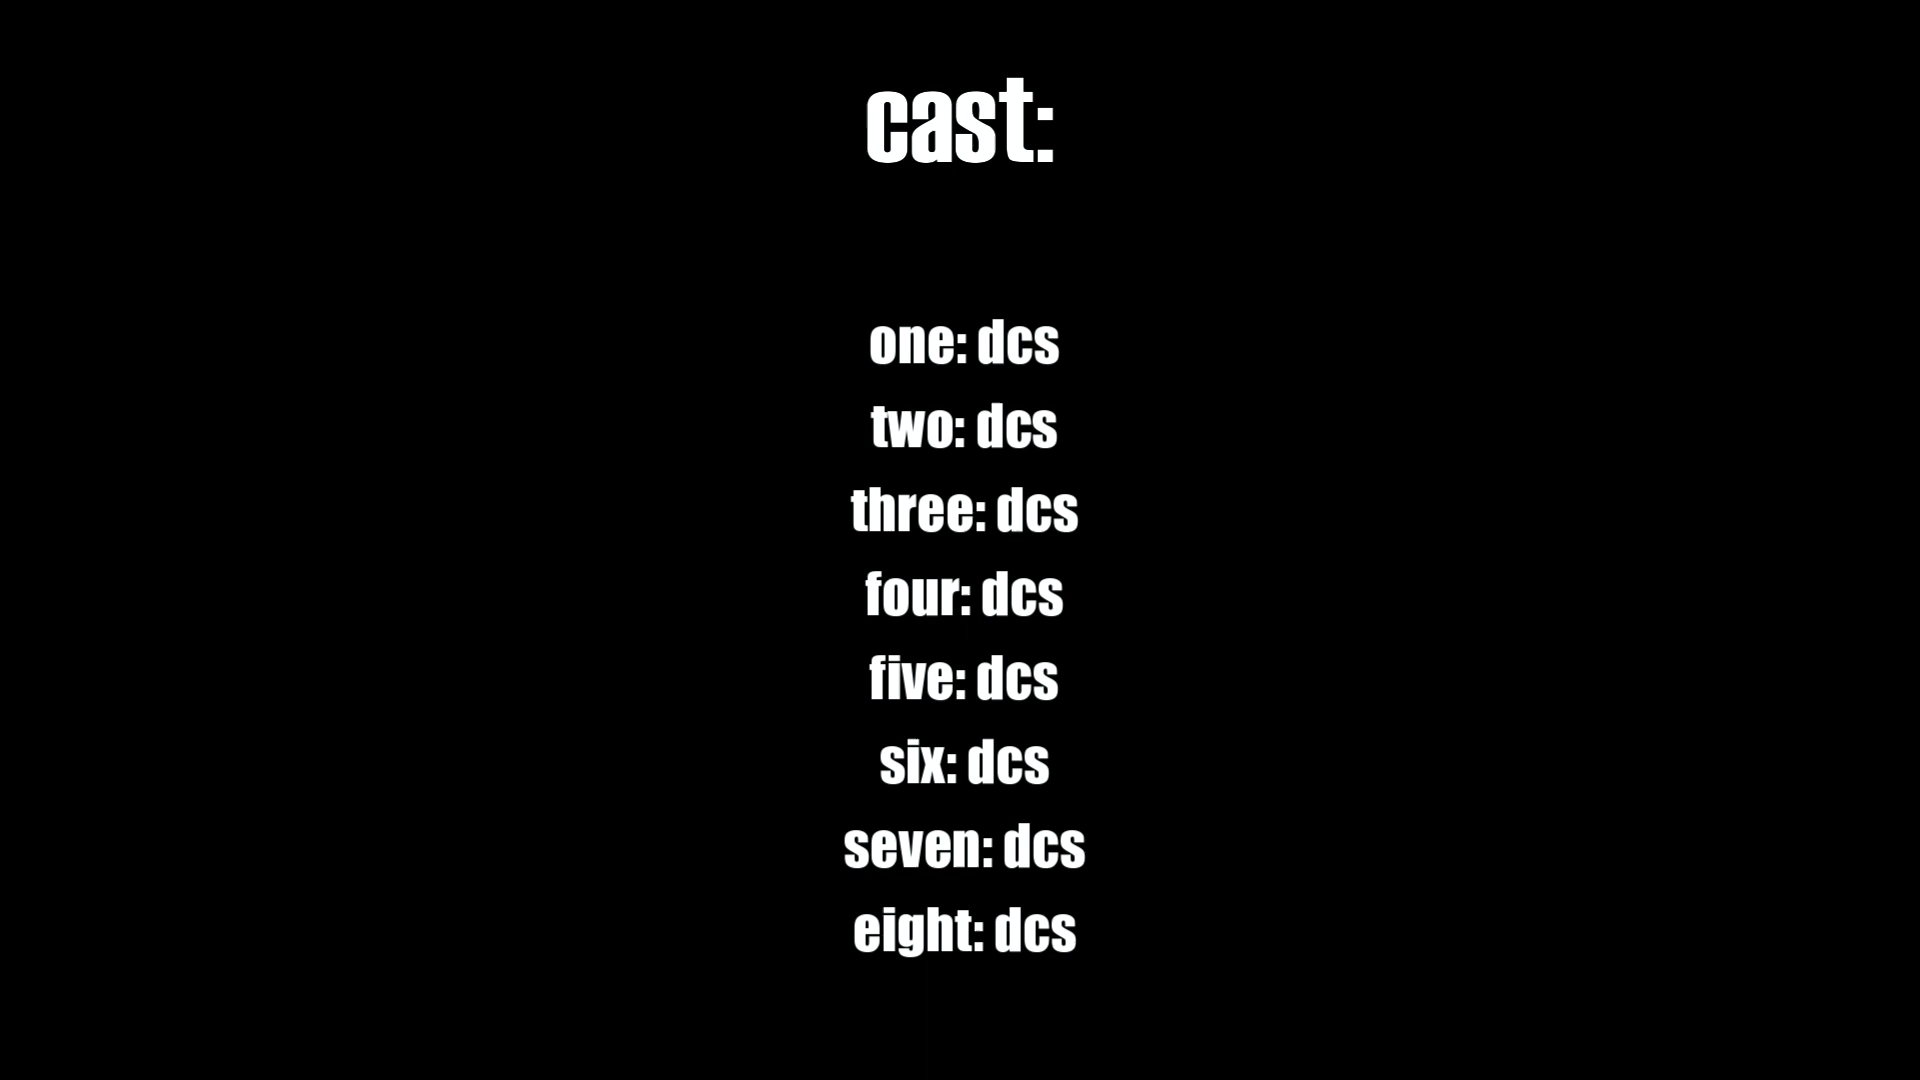 cast:
one: dcs
two: dcs
three: dcs
four: dcs
five: dcs
six: dcs
seven: dcs
eight: dcs